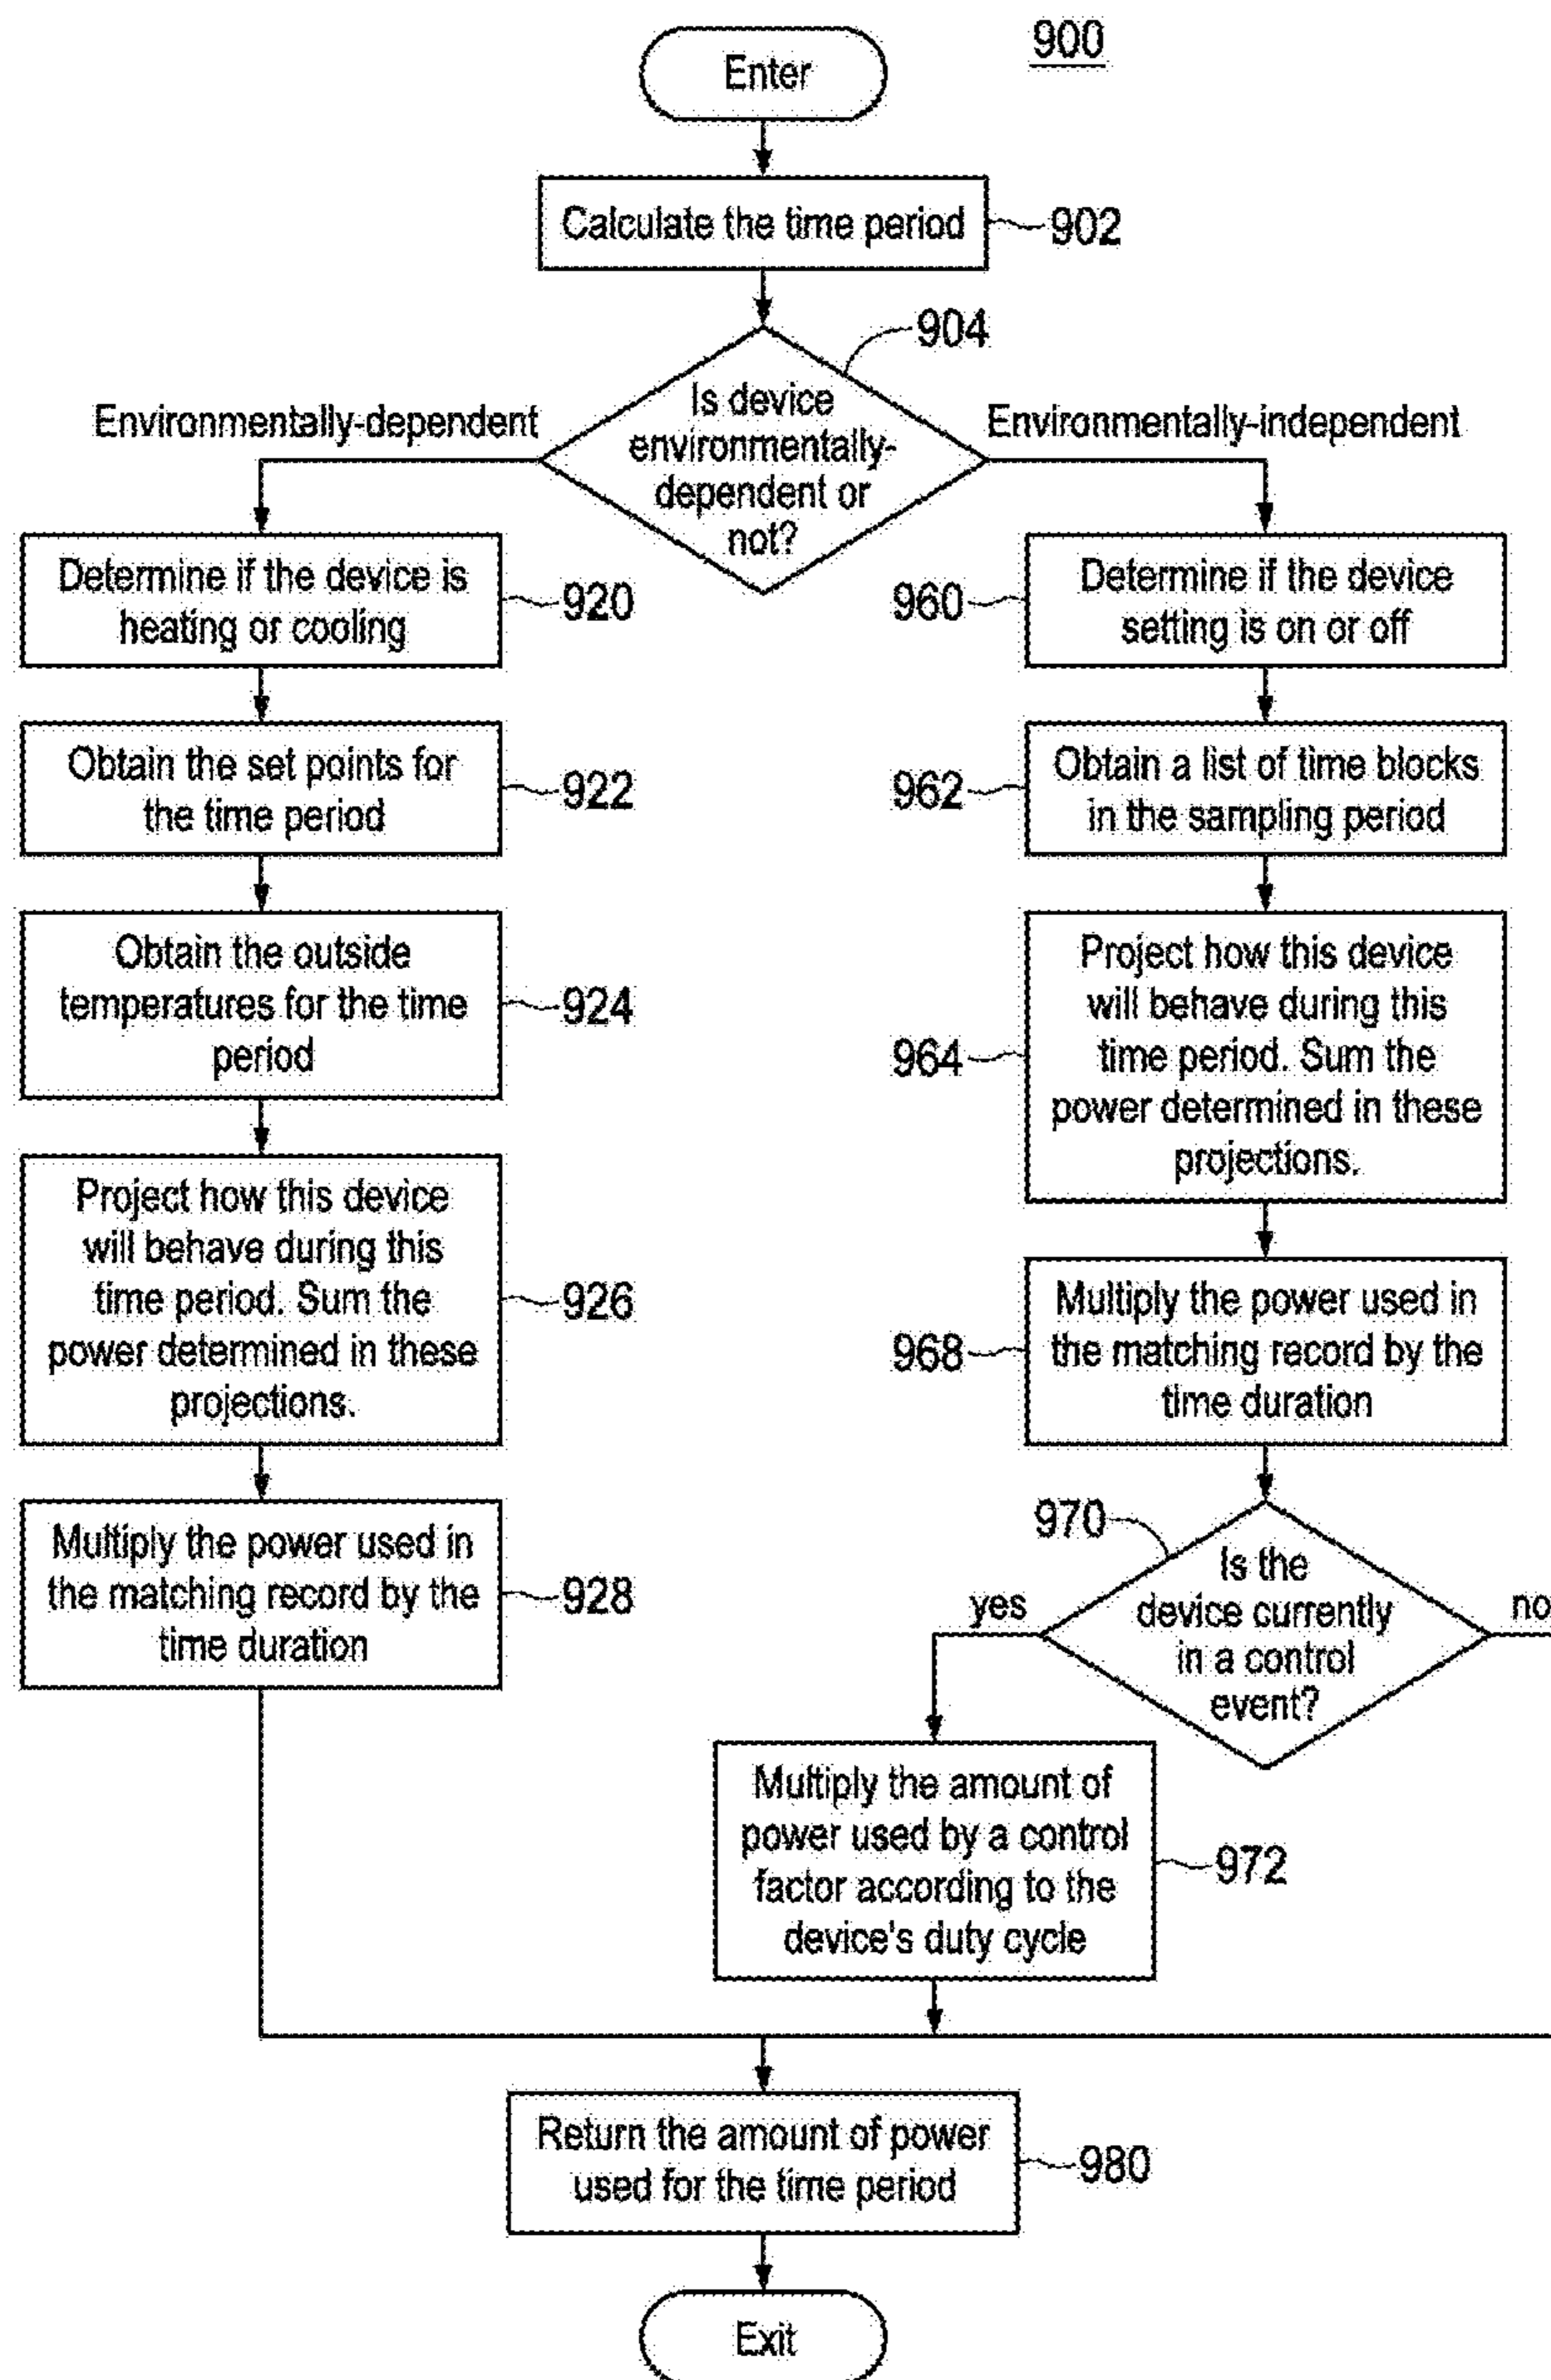 900
Enter
Calculate the time period
902
904
Is device
environmentally-
dependent or
not?
Environmentally-dependent
Environmentally-independent
Determine if the device is
heating or cooling
920
Obtain the set points for
the time period
922
Obtain the outside
temperatures for the time
period
924
Project how this device
will behave during this
time period. Sum the
power determined in these
projections.
926
Multiply the power used in
the matching record by the
time duration
928
960
Determine if the device
setting is on or off
962
Obtain a list of time blocks
in the sampling period
964
Project how this device
will behave during this
time period. Sum the
power determined in these
projections.
968
Multiply the power used in
the matching record by the
time duration
970
Is the
device currently
in a control
event?
yes
no
Multiply the amount of
power used by a control
factor according to the
device's duty cycle
972
Return the amount of power
used for the time period
980
Exit